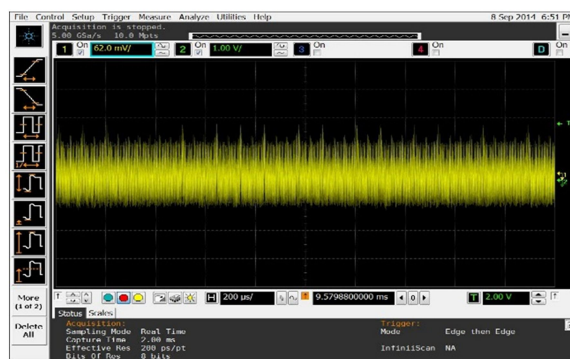 File Control Setup Trigger Measure Analyze Utilities Help 8 Sep 2014 6:51 PM
Acquisition is stopped.
5.00 GSa/s 10.0 Mpts
1 On 62.0 mV/ 2 On 1.00 V/ 3 On 4 On D On
More
(1 of 2)
Delete
All
H 200 µs/ 9.5798800000 ms 0 T 2.00 V
Status Scales
Acquisition: Trigger:
Sampling Mode Real Time Mode Edge then Edge
Capture Time 2.00 ms
Effective Res 200 ps/pt InfiniiScan NA
Bits Of Res 8 bits